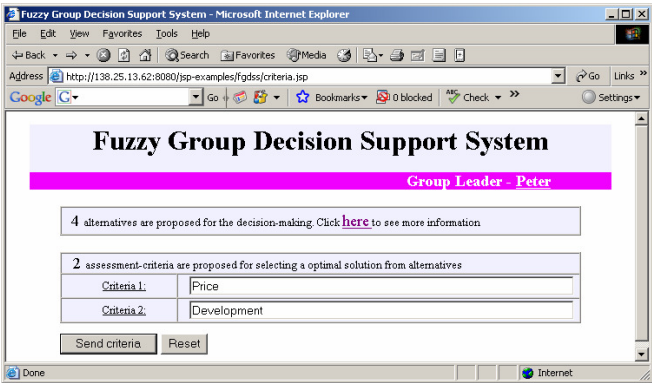 Fuzzy Group Decision Support System - Microsoft Internet Explorer
File Edit View Favorites Tools Help
Back Search Favorites Media
Address http://138.25.13.62:8080/jsp-examples/fgdss/criteria.jsp Go Links »
Google G Go Bookmarks 0 blocked ABC Check » Settings
Fuzzy Group Decision Support System
Group Leader - Peter
4 alternatives are proposed for the decision-making. Click here to see more information
2 assessment-criteria are proposed for selecting a optimal solution from alternatives
Criteria 1: Price
Criteria 2: Development
Send criteria Reset
Done Internet